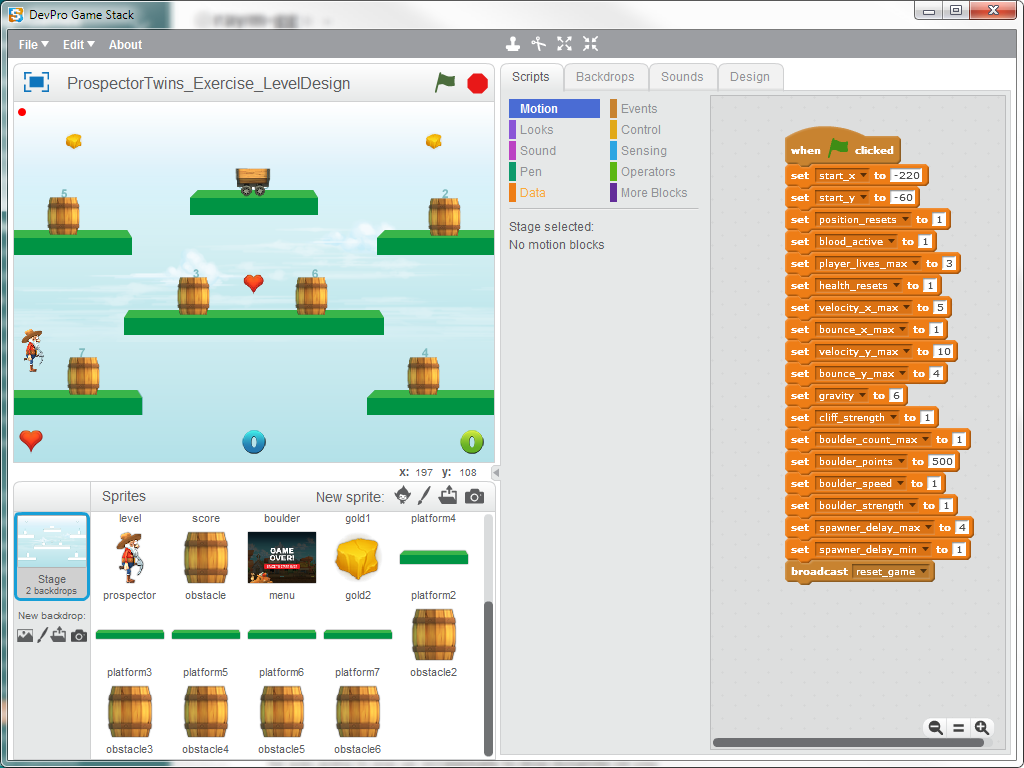 DevPro Game Stack
File Edit About
ProspectorTwins_Exercise_LevelDesign
5
2
3
6
7
4
0
0
x: 197 y: 108
Sprites
New sprite:
Stage
2 backdrops
New backdrop:
level score boulder gold1 platform4
prospector obstacle menu gold2 platform2
GAME
OVER!
platform3 platform5 platform6 platform7 obstacle2
obstacle3 obstacle4 obstacle5 obstacle6
Scripts Backdrops Sounds Design
Motion Events
Looks Control
Sound Sensing
Pen Operators
Data More Blocks
Stage selected:
No motion blocks
when clicked
set start_x to -220
set start_y to -60
set position_resets to 1
set blood_active to 1
set player_lives_max to 3
set health_resets to 1
set velocity_x_max to 5
set bounce_x_max to 1
set velocity_y_max to 10
set bounce_y_max to 4
set gravity to 6
set cliff_strength to 1
set boulder_count_max to 1
set boulder_points to 500
set boulder_speed to 1
set boulder_strength to 1
set spawner_delay_max to 4
set spawner_delay_min to 1
broadcast reset_game